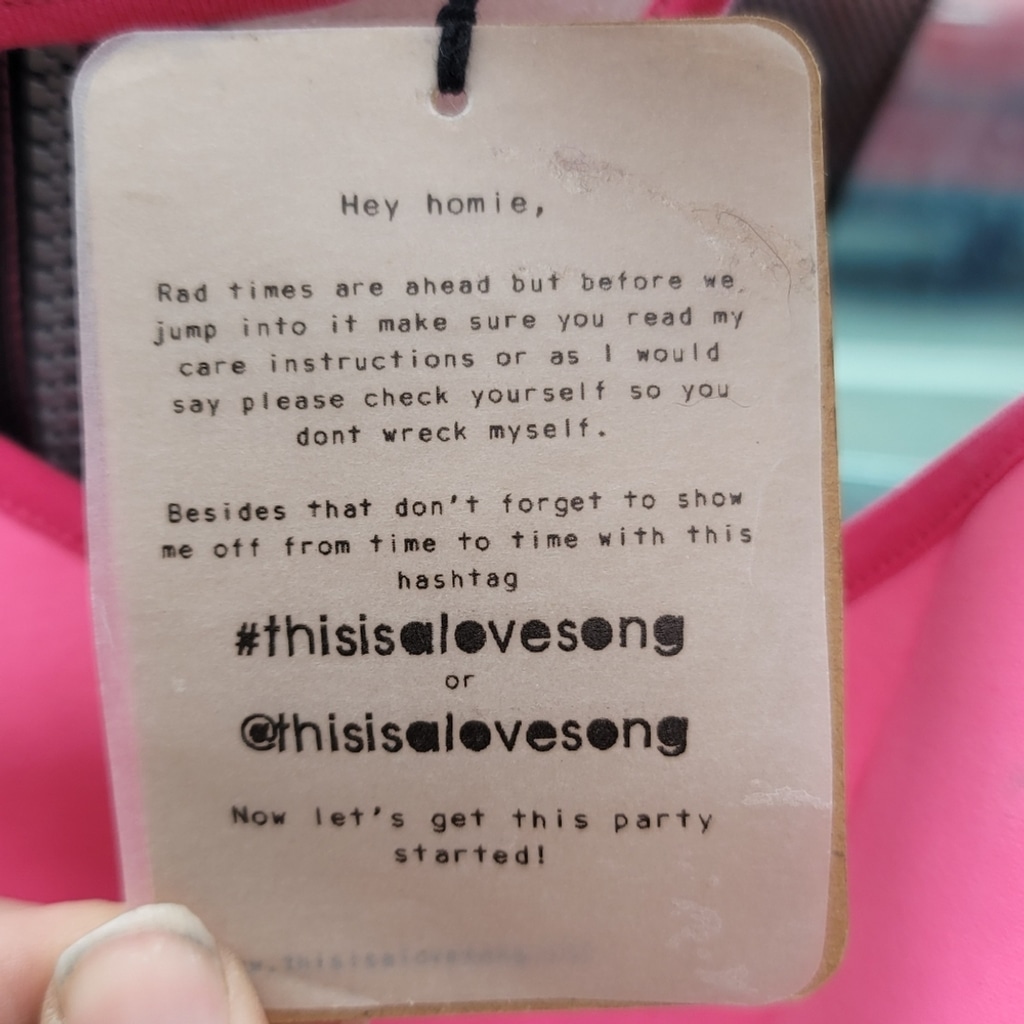 Hey homie,
Rad times are ahead but before we
jump into it make sure you read my
care instructions or as I would
say please check yourself so you
dont wreck myself.
Besides that don't forget to show
me off from time to time with this
hashtag
#thisisalovesong
or
@thisisalovesong
Now let's get this party
started!